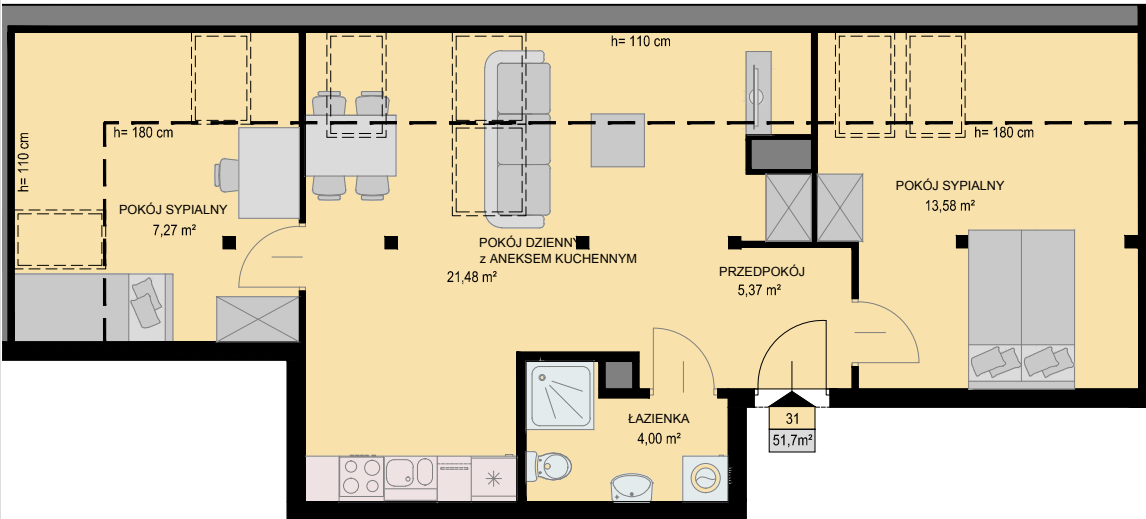 h= 110 cm
h= 180 cm
h= 180 cm
h= 110 cm
POKÓJ SYPIALNY
7,27 m²
POKÓJ SYPIALNY
13,58 m²
POKÓJ DZIENNY
z ANEKSEM KUCHENNYM
21,48 m²
PRZEDPOKÓJ
5,37 m²
ŁAZIENKA
4,00 m²
31
51,7m²